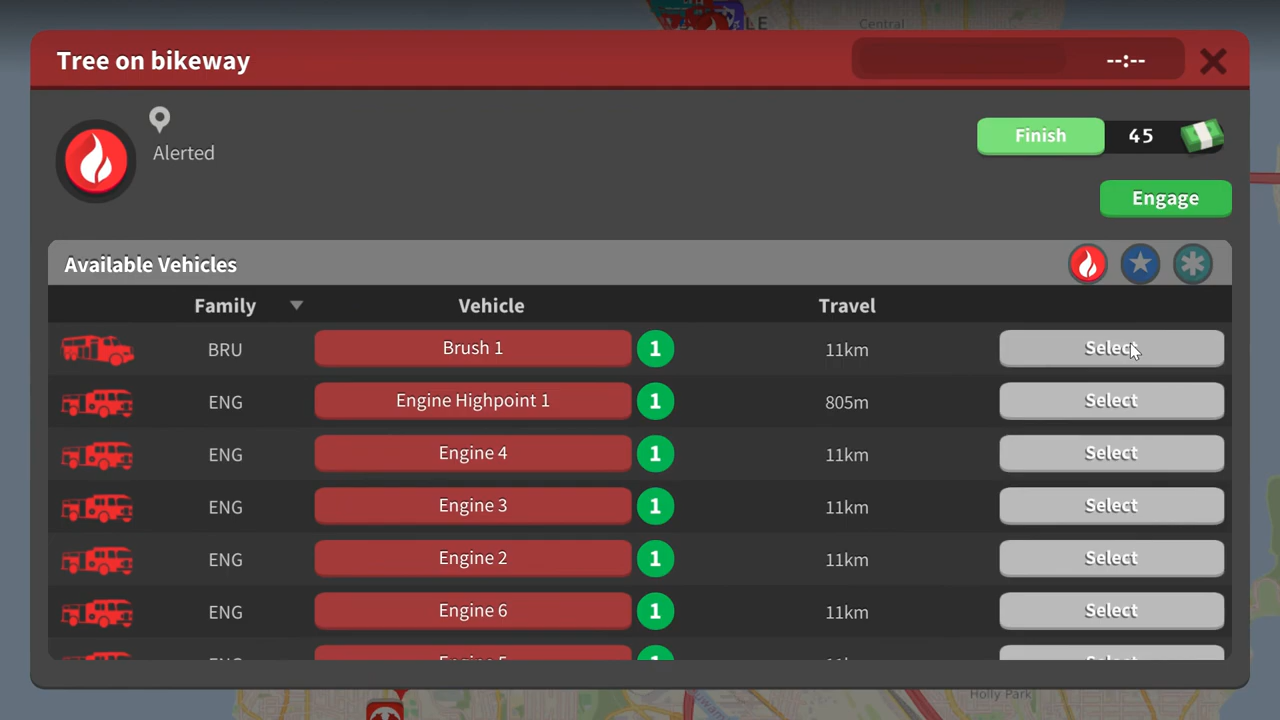 LE
Central
Tree on bikeway
--:--
Alerted
Finish
45
Engage
Available Vehicles
Family
Vehicle
Travel
BRU
Brush 1
1
11km
Select
ENG
Engine Highpoint 1
1
805m
Select
ENG
Engine 4
1
11km
Select
ENG
Engine 3
1
11km
Select
ENG
Engine 2
1
11km
Select
ENG
Engine 6
1
11km
Select
Holly Park